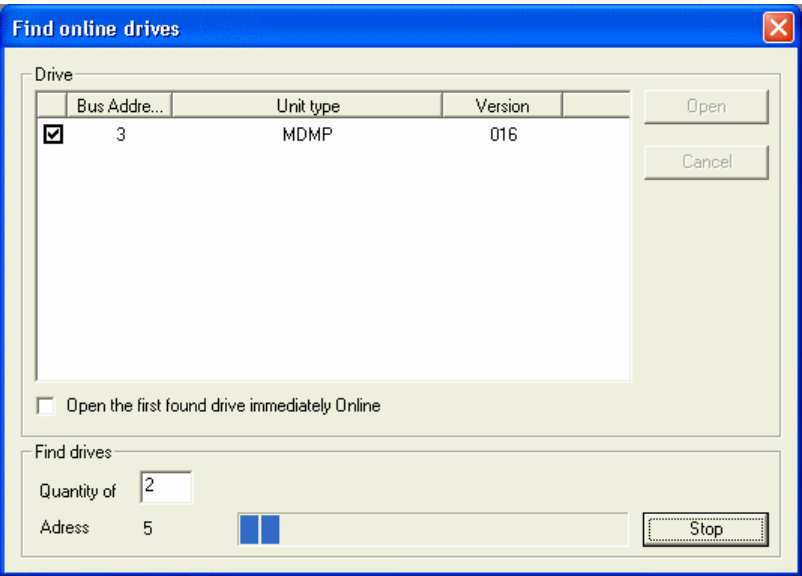 Find online drives
Drive
Bus Addre... Unit type Version
3 MDMP 016
Open
Cancel
Open the first found drive immediately Online
Find drives
Quantity of 2
Adress 5
Stop